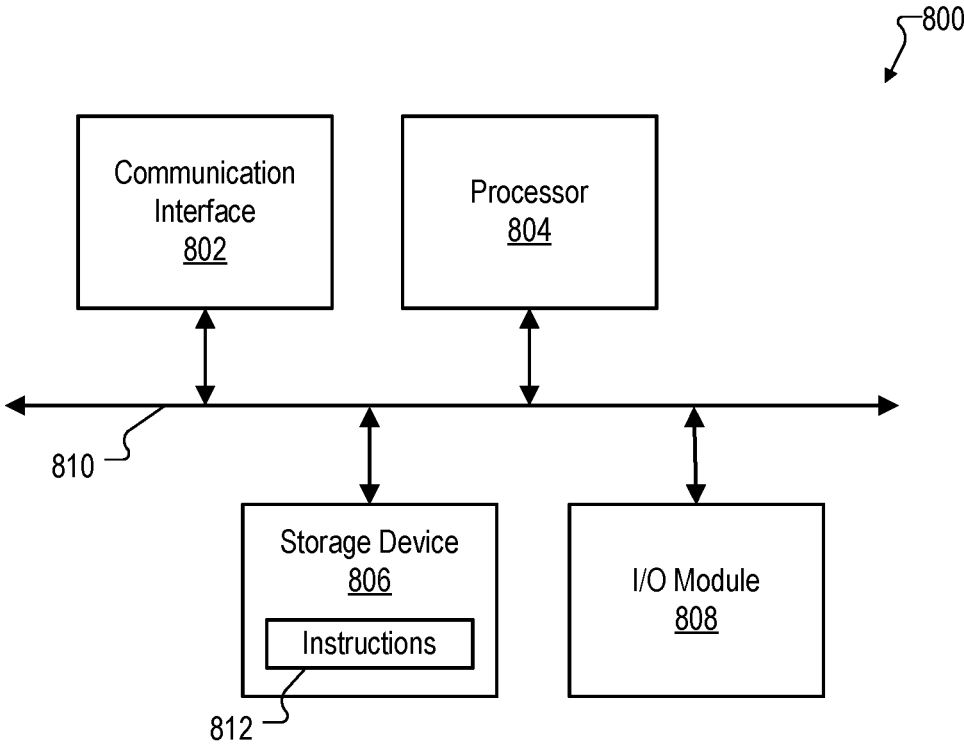 800
Communication
Interface
802
Processor
804
810
Storage Device
806
Instructions
812
I/O Module
808